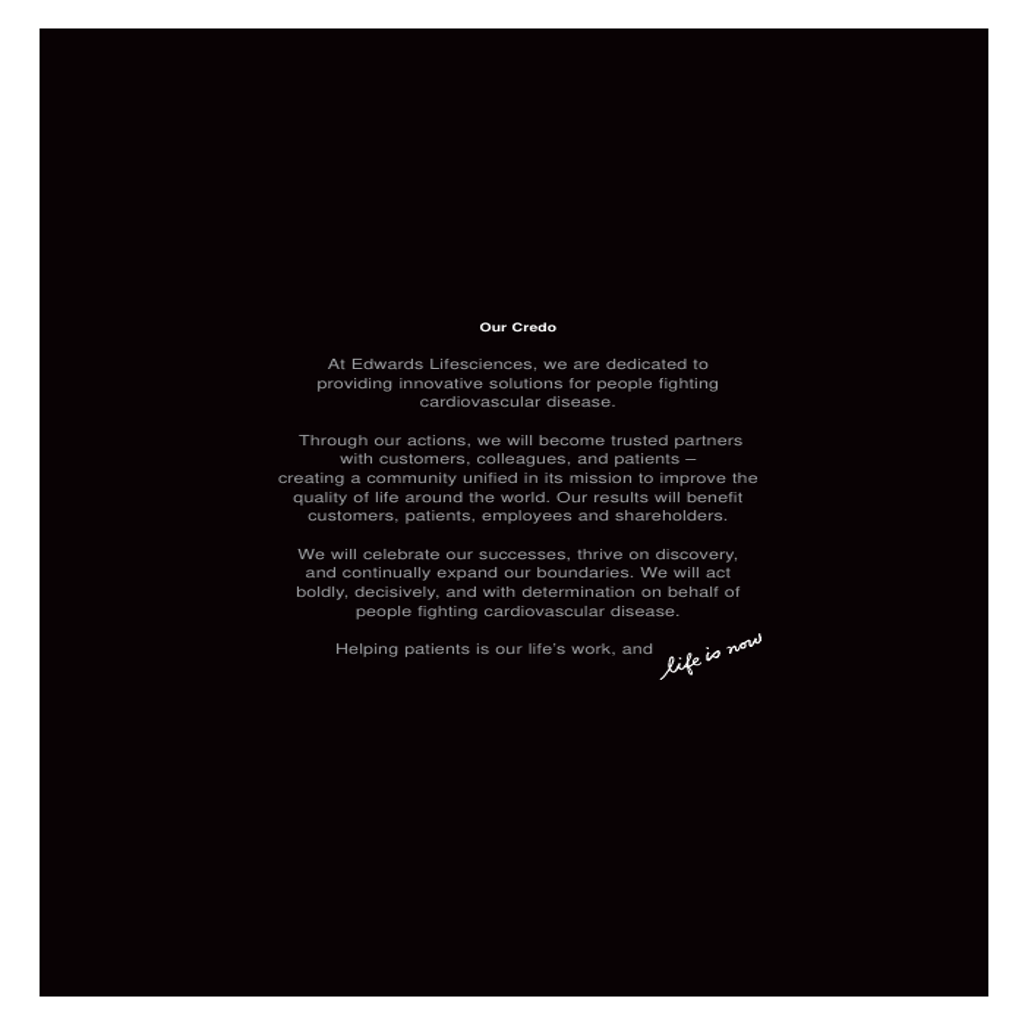 Our Credo
At Edwards Lifesciences, we are dedicated to
providing innovative solutions for people fighting
cardiovascular disease.
Through our actions, we will become trusted partners
with customers, colleagues, and patients –
creating a community unified in its mission to improve the
quality of life around the world. Our results will benefit
customers, patients, employees and shareholders.
We will celebrate our successes, thrive on discovery,
and continually expand our boundaries. We will act
boldly, decisively, and with determination on behalf of
people fighting cardiovascular disease.
Helping patients is our life’s work, and life is now